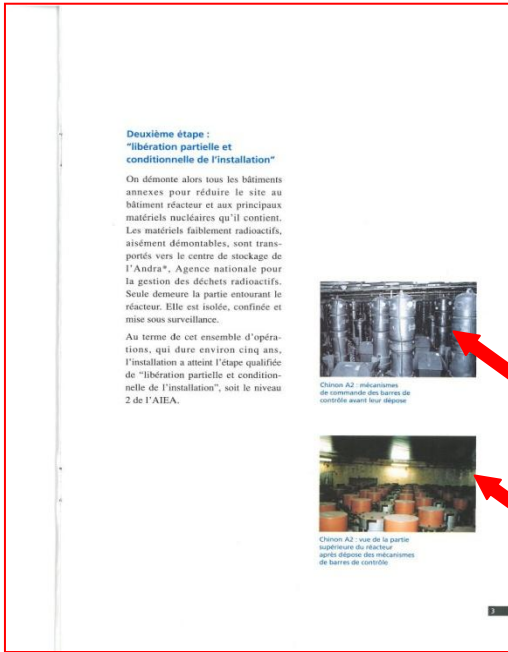 Deuxième étape :
"libération partielle et
conditionnelle de l'installation"
On démonte alors tous les bâtiments
annexes pour réduire le site au
bâtiment réacteur et aux principaux
matériels nucléaires qu'il contient.
Les matériels faiblement radioactifs,
aisément démontables, sont trans-
portés vers le centre de stockage de
l'Andra*, Agence nationale pour
la gestion des déchets radioactifs.
Seule demeure la partie entourant le
réacteur. Elle est isolée, confinée et
mise sous surveillance.
Au terme de cet ensemble d'opéra-
tions, qui dure environ cinq ans,
l'installation a atteint l'étape qualifiée
de "libération partielle et condition-
nelle de l'installation", soit le niveau
2 de l'AIEA.
Chinon A2 : mécanismes
de commande des barres de
contrôle avant leur dépose
Chinon A2 : vue de la partie
supérieure du réacteur
après dépose des mécanismes
de barres de contrôle
3